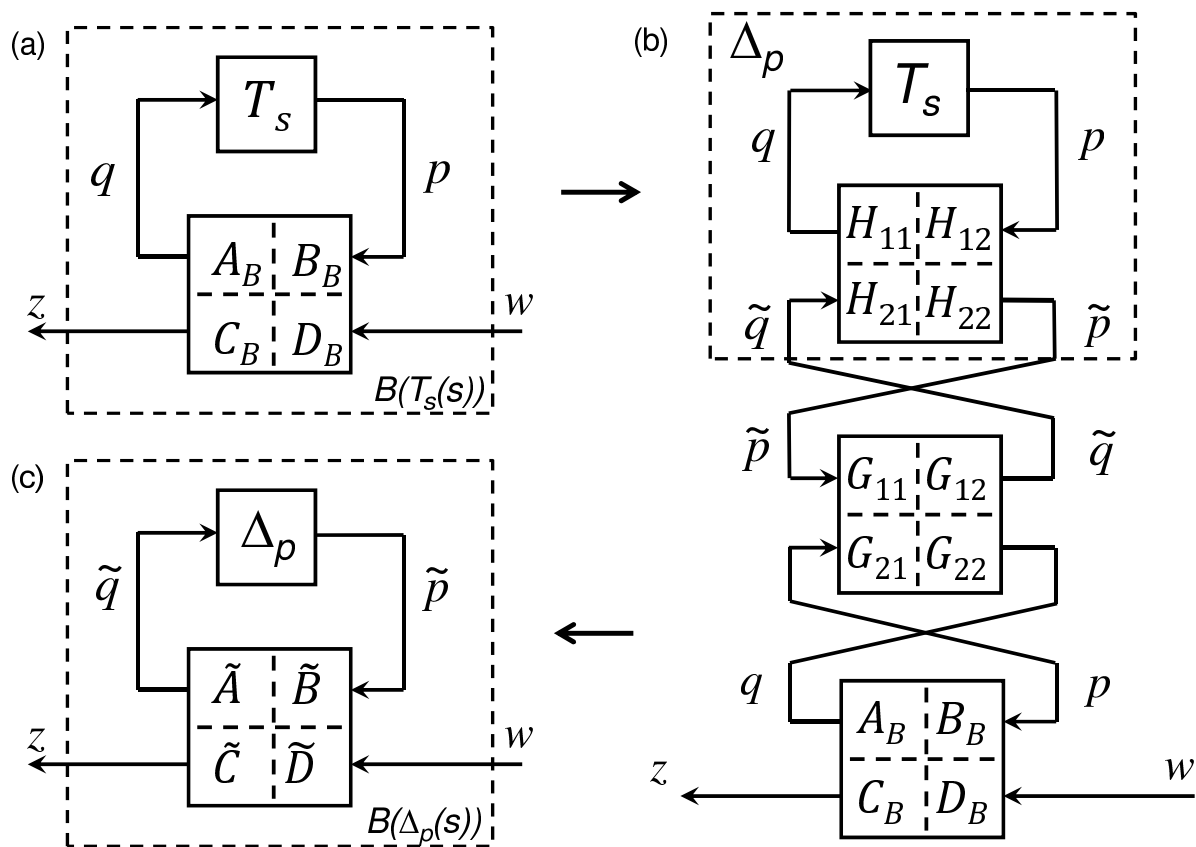 (a)
T_s
q
p
A_B B_B
C_B D_B
z
w
B(T_s(s))
(b)
Δ_p
T_s
q
p
H_11 H_12
H_21 H_22
q̃
p̃
p̃
q̃
G_11 G_12
G_21 G_22
q
p
A_B B_B
C_B D_B
z
w
(c)
Δ_p
q̃
p̃
Ã B̃
C̃ D̃
z
w
B(Δ_p(s))